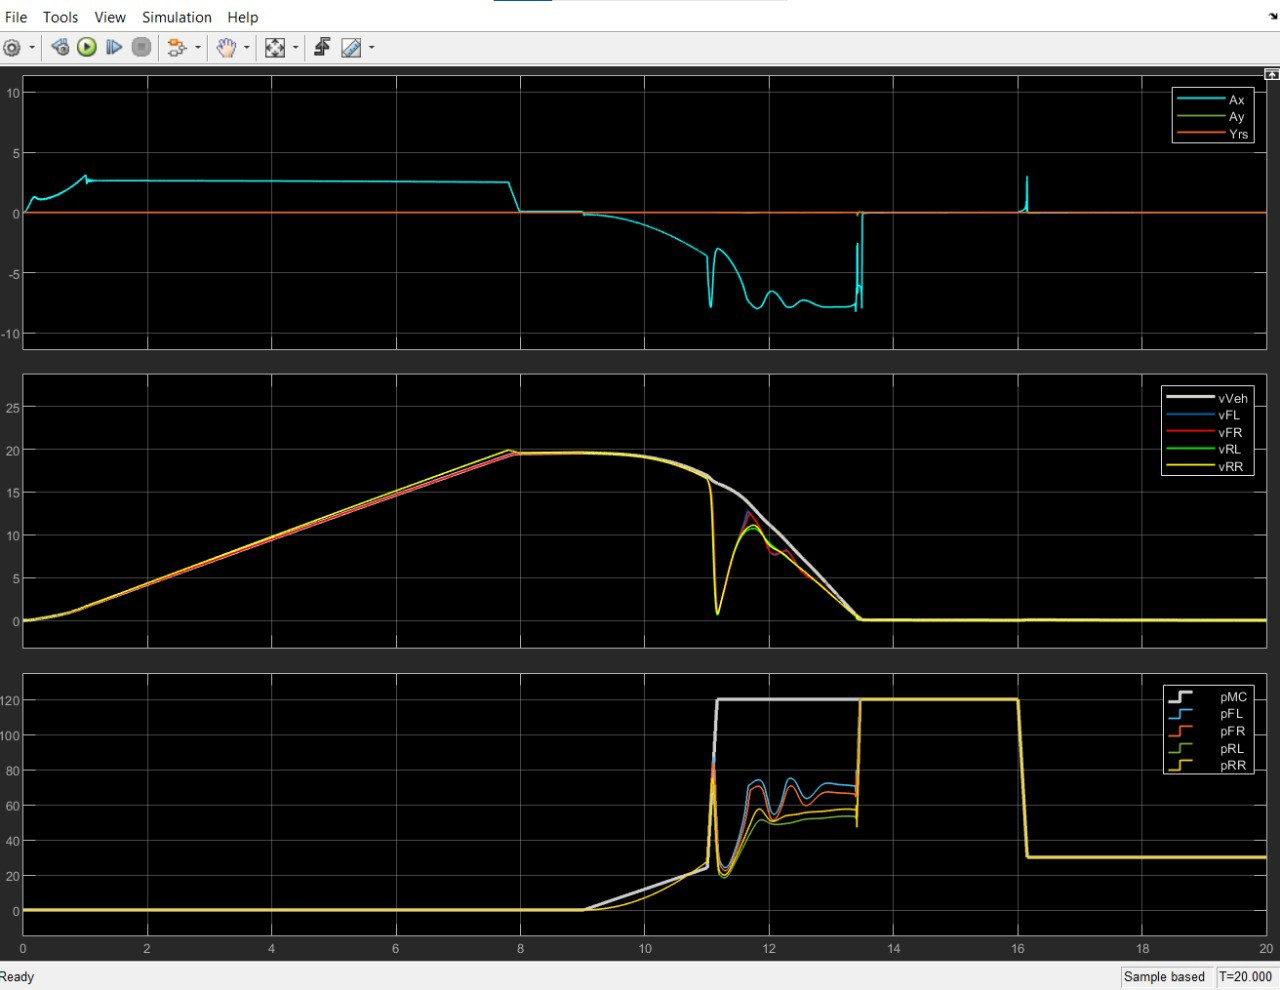 File Tools View Simulation Help
10
5
0
-5
-10
Ax
Ay
Yrs
25
20
15
10
5
0
vVeh
vFL
vFR
vRL
vRR
120
100
80
60
40
20
0
pMC
pFL
pFR
pRL
pRR
0 2 4 6 8 10 12 14 16 18 20
Ready Sample based T=20.000